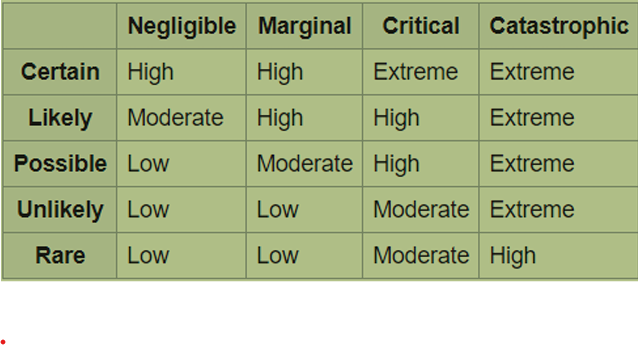 Negligible Marginal Critical Catastrophic
Certain High High Extreme Extreme
Likely Moderate High High Extreme
Possible Low Moderate High Extreme
Unlikely Low Low Moderate Extreme
Rare Low Low Moderate High